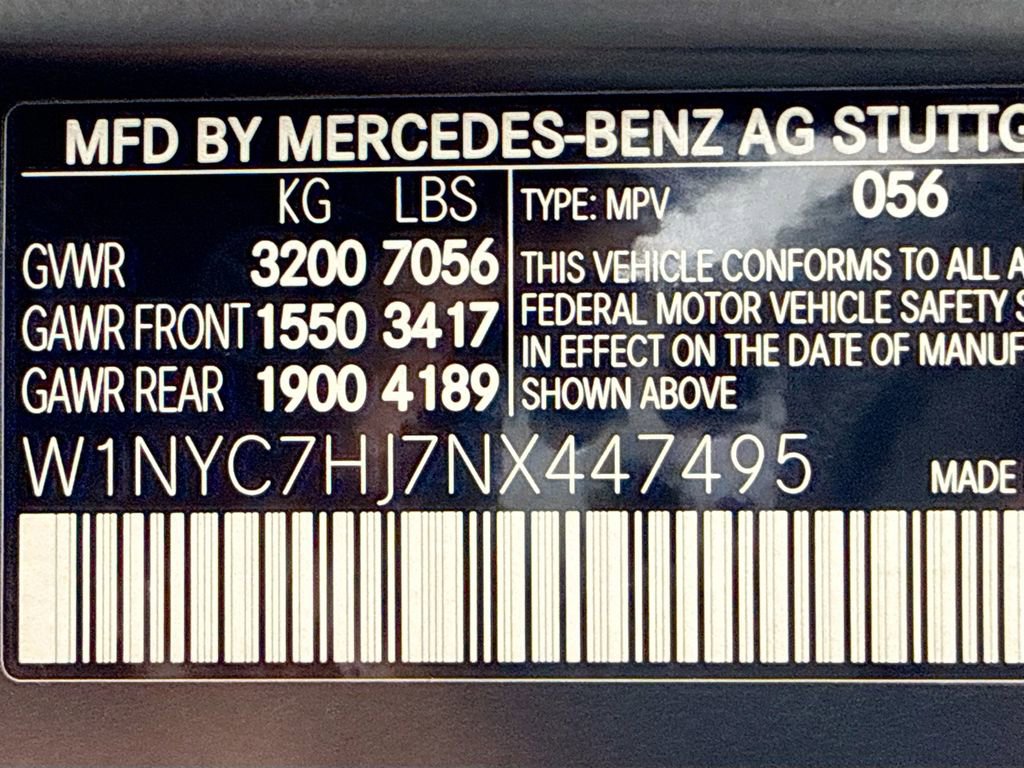 MFD BY MERCEDES-BENZ AG STUTTG
KG LBS
GVWR 3200 7056
GAWR FRONT 1550 3417
GAWR REAR 1900 4189
TYPE: MPV 056
THIS VEHICLE CONFORMS TO ALL A
FEDERAL MOTOR VEHICLE SAFETY S
IN EFFECT ON THE DATE OF MANUF
SHOWN ABOVE
W1NYC7HJ7NX447495
MADE